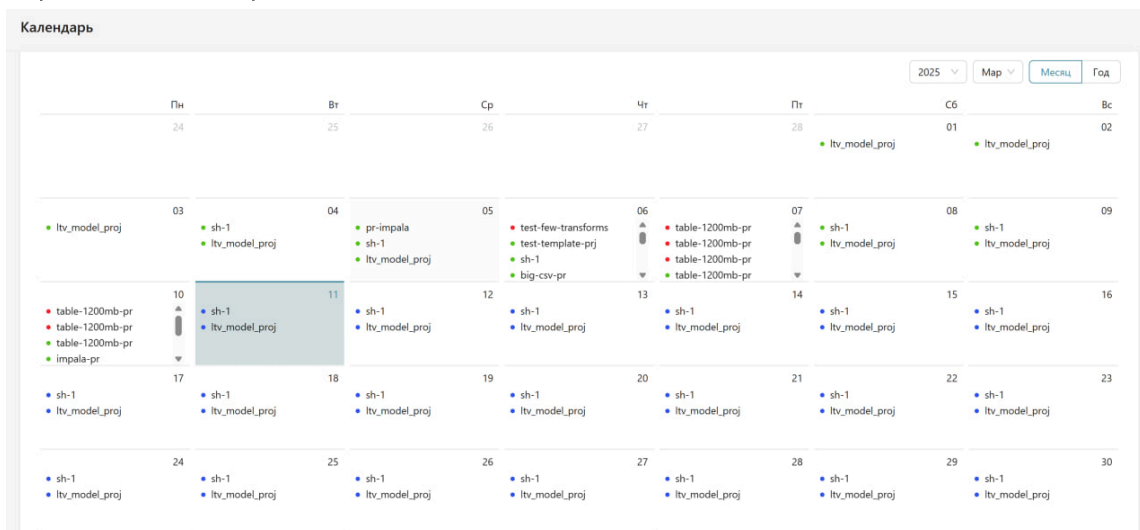 Календарь
2025 Мар Месяц Год
Пн Вт Ср Чт Пт Сб Вс
24 25 26 27 28 01 02
ltv_model_proj ltv_model_proj
03 04 05 06 07 08 09
ltv_model_proj sh-1 pr-impala test-few-transforms table-1200mb-pr sh-1 sh-1
ltv_model_proj sh-1 test-template-prj table-1200mb-pr ltv_model_proj ltv_model_proj
ltv_model_proj sh-1 table-1200mb-pr
big-csv-pr table-1200mb-pr
10 11 12 13 14 15 16
table-1200mb-pr sh-1 sh-1 sh-1 sh-1 sh-1 sh-1
table-1200mb-pr ltv_model_proj ltv_model_proj ltv_model_proj ltv_model_proj ltv_model_proj ltv_model_proj
table-1200mb-pr
impala-pr
17 18 19 20 21 22 23
sh-1 sh-1 sh-1 sh-1 sh-1 sh-1 sh-1
ltv_model_proj ltv_model_proj ltv_model_proj ltv_model_proj ltv_model_proj ltv_model_proj ltv_model_proj
24 25 26 27 28 29 30
sh-1 sh-1 sh-1 sh-1 sh-1 sh-1 sh-1
ltv_model_proj ltv_model_proj ltv_model_proj ltv_model_proj ltv_model_proj ltv_model_proj ltv_model_proj